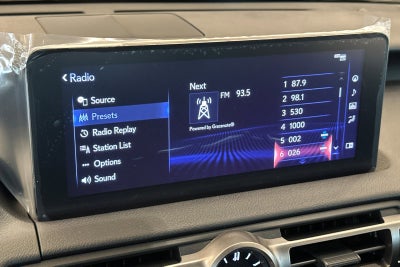 Radio
Source
Presets
Radio Replay
Station List
Options
Sound
Next
FM 93.5
Powered by Gracenote®
1 87.9
2 98.1
3 530
4 1000
5 002
6 026